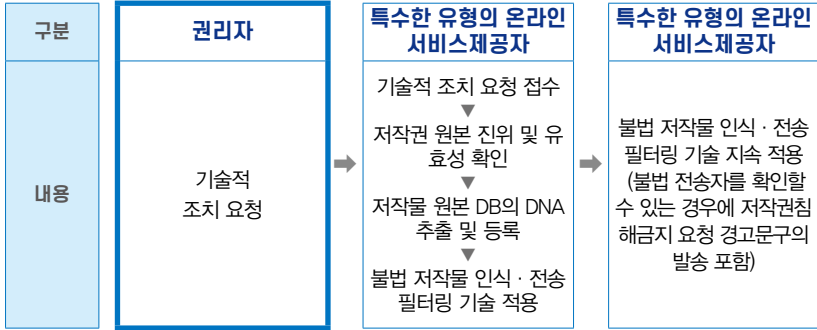 구분
권리자
특수한 유형의 온라인
서비스제공자
특수한 유형의 온라인
서비스제공자
내용
기술적
조치 요청
기술적 조치 요청 접수
▼
저작권 원본 진위 및 유
효성 확인
▼
저작물 원본 DB의 DNA
추출 및 등록
▼
불법 저작물 인식 · 전송
필터링 기술 적용
불법 저작물 인식 · 전송
필터링 기술 지속 적용
(불법 전송자를 확인할
수 있는 경우에 저작권침
해금지 요청 경고문구의
발송 포함)